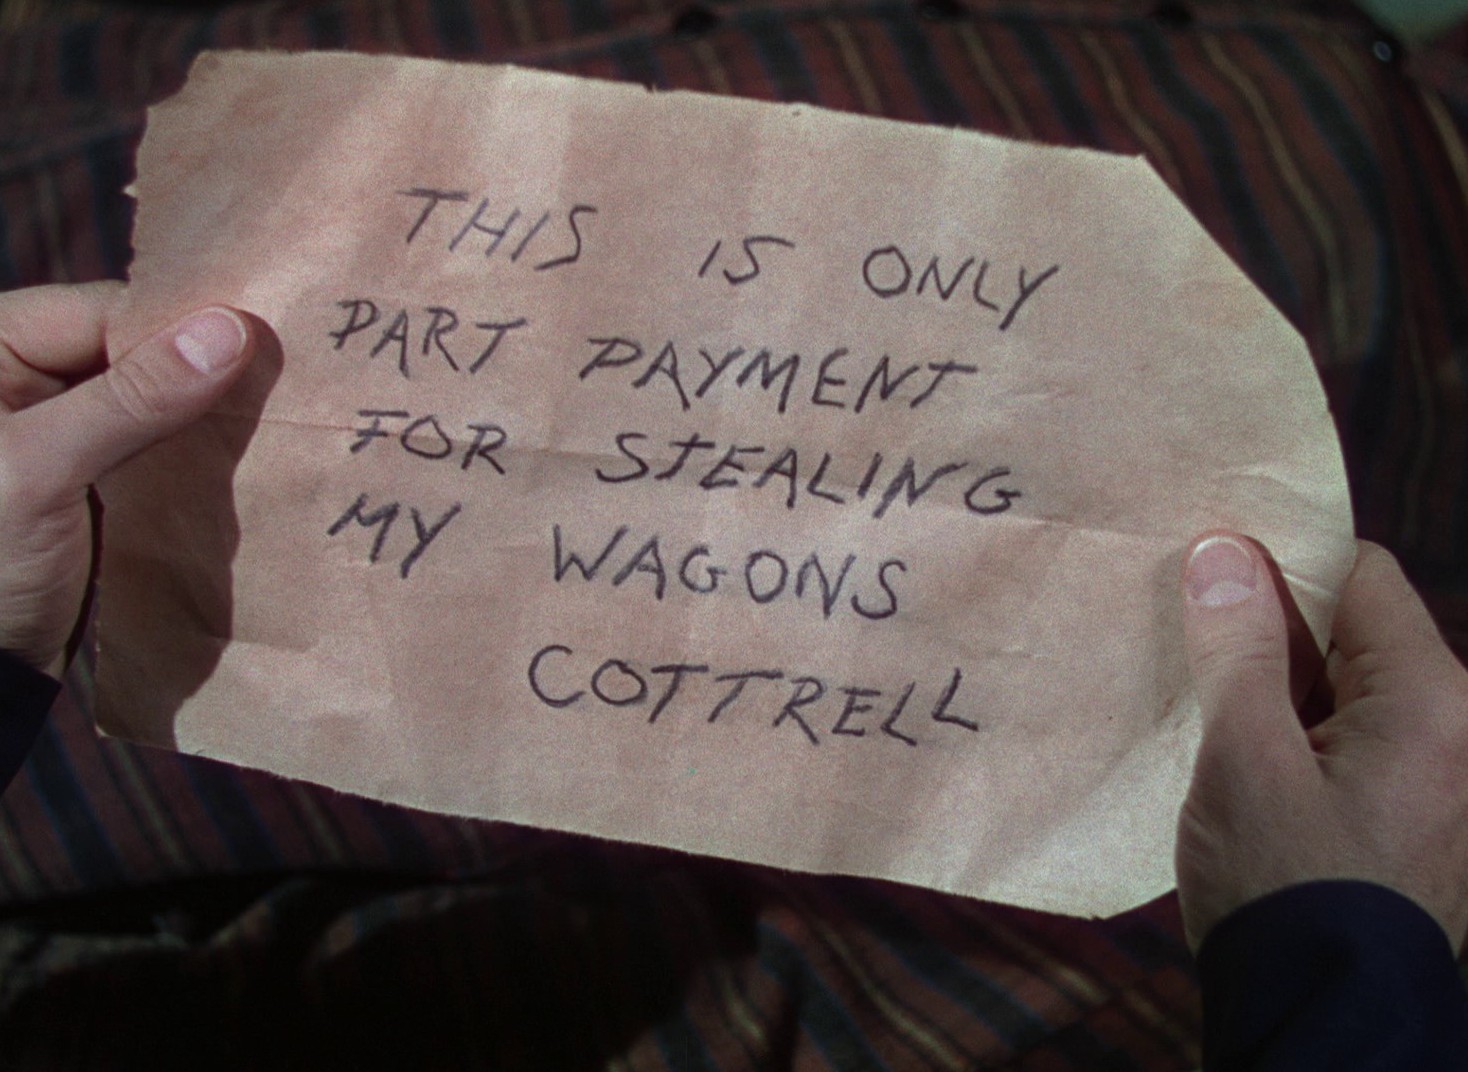 THIS IS ONLY
PART PAYMENT
FOR STEALING
MY WAGONS
COTTRELL